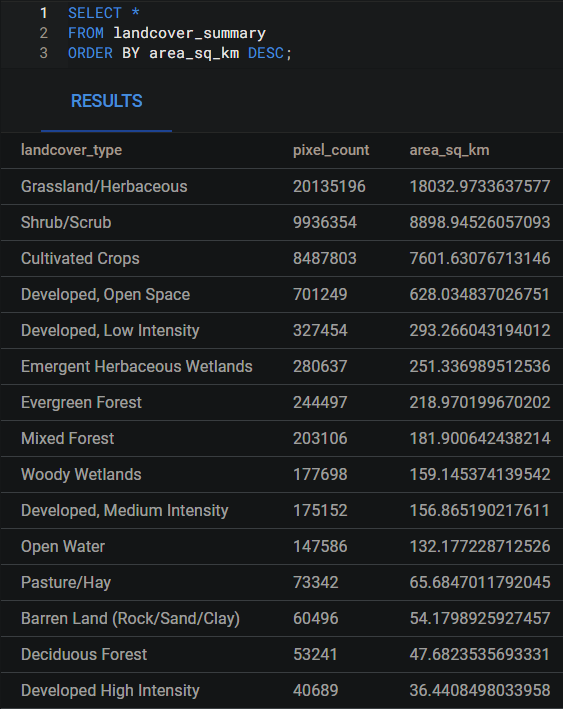 1 SELECT *
2 FROM landcover_summary
3 ORDER BY area_sq_km DESC;
RESULTS
landcover_type pixel_count area_sq_km
Grassland/Herbaceous 20135196 18032.9733637577
Shrub/Scrub 9936354 8898.94526057093
Cultivated Crops 8487803 7601.63076713146
Developed, Open Space 701249 628.034837026751
Developed, Low Intensity 327454 293.266043194012
Emergent Herbaceous Wetlands 280637 251.336989512536
Evergreen Forest 244497 218.970199670202
Mixed Forest 203106 181.900642438214
Woody Wetlands 177698 159.145374139542
Developed, Medium Intensity 175152 156.865190217611
Open Water 147586 132.177228712526
Pasture/Hay 73342 65.6847011792045
Barren Land (Rock/Sand/Clay) 60496 54.1798925927457
Deciduous Forest 53241 47.6823535693331
Developed High Intensity 40689 36.4408498033958